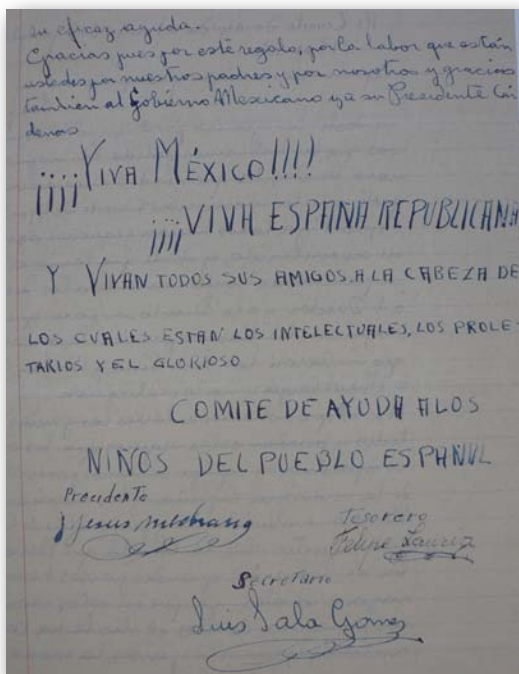 su eficaz ayuda.
Gracias pues por este regalo, por la labor que están
ustedes por nuestros padres y por nosotros y gracias
tambien al Gobierno Mexicano y a su Presidente Cár
denas
¡¡¡¡VIVA MÉXICO!!!!
¡¡¡¡VIVA ESPAÑA REPUBLICANA
Y VIVAN TODOS SUS AMIGOS. A LA CABEZA DE
LOS CUALES ESTAN LOS INTELECTUALES, LOS PROLE-
TARIOS Y EL GLORIOSO
COMITE DE AYUDA A LOS
NIÑOS DEL PUEBLO ESPAÑOL
Presidente
Jesus
Tesorero
Felipe
Secretario
Luis Sala Gomez